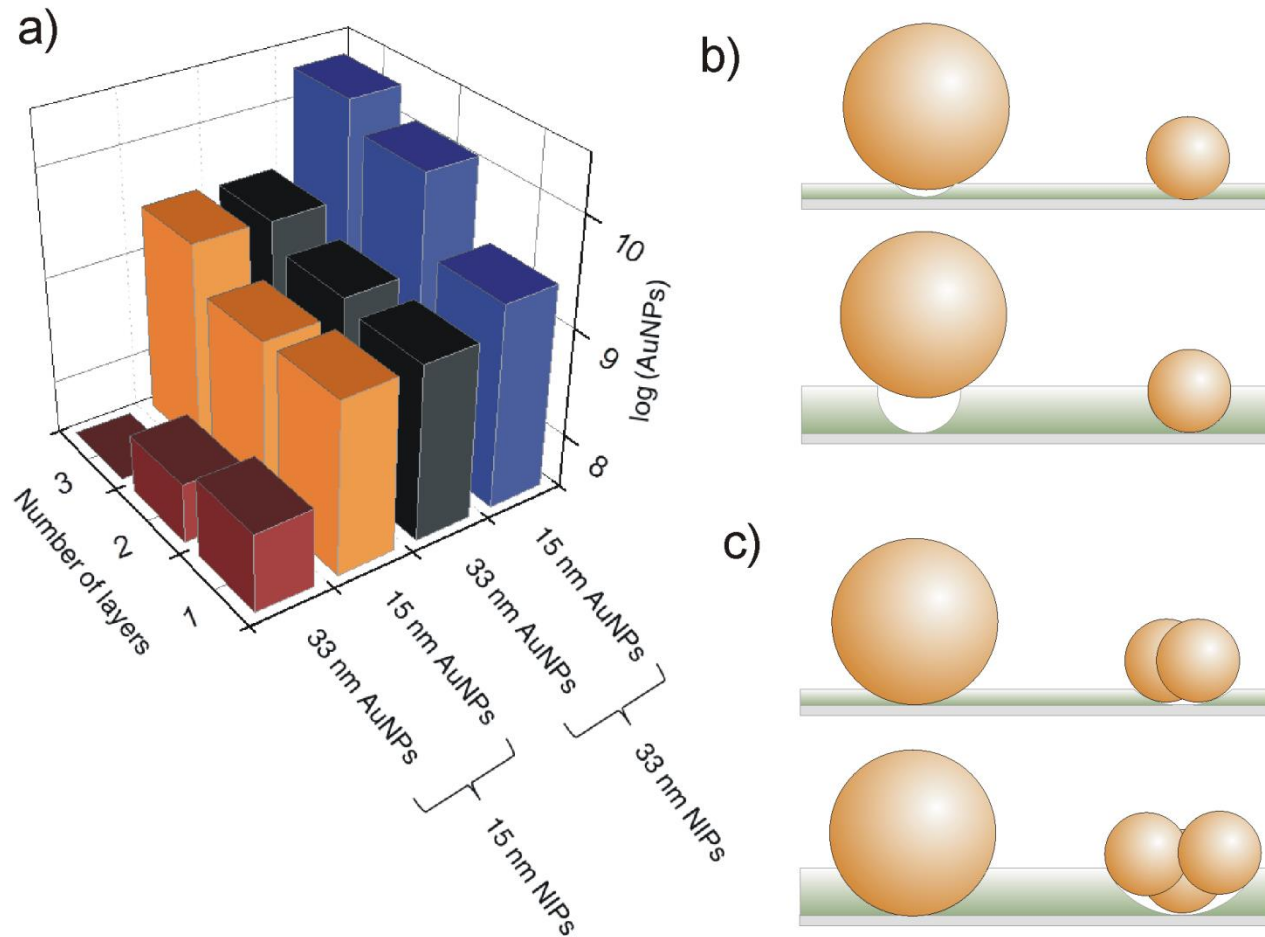 a)
b)
c)
10
9
8
log (AuNPs)
3
2
1
Number of layers
15 nm AuNPs
33 nm AuNPs
15 nm AuNPs
33 nm AuNPs
33 nm NIPs
15 nm NIPs